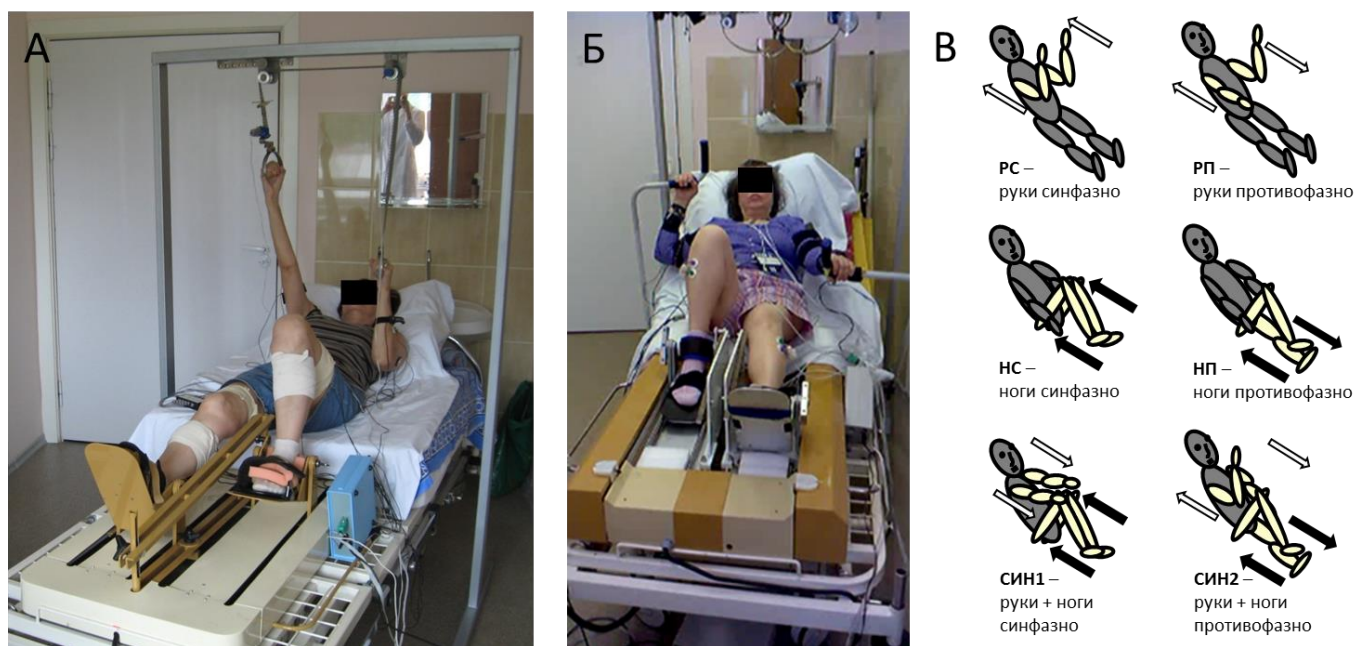 А
Б
В
РС –
руки синфазно
РП –
руки противофазно
НС –
ноги синфазно
НП –
ноги противофазно
СИН1 –
руки + ноги
синфазно
СИН2 –
руки + ноги
противофазно